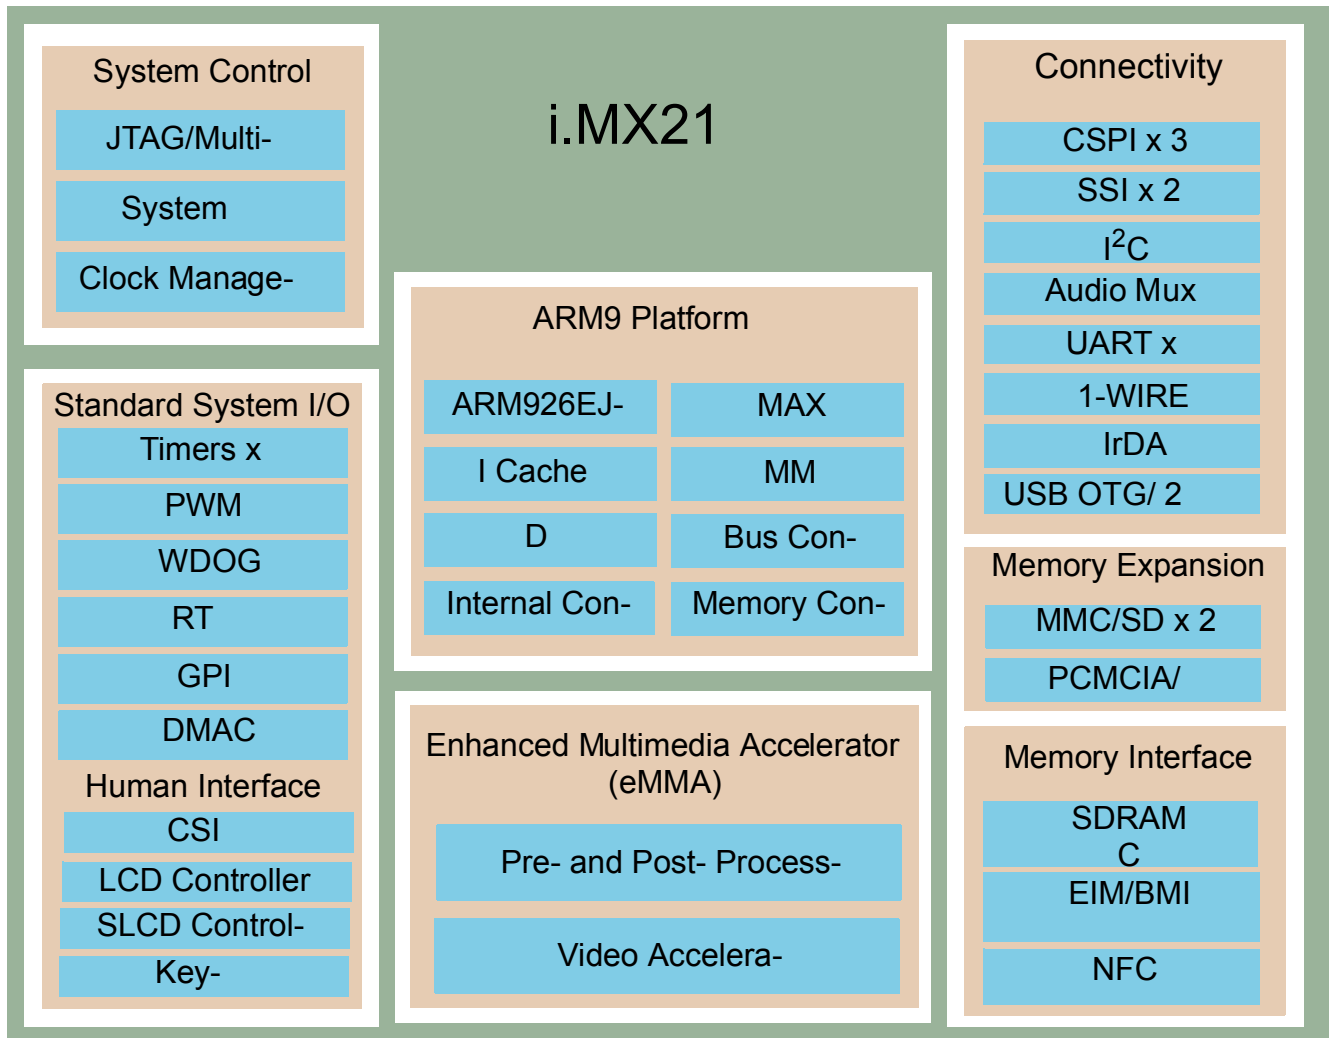 System Control
JTAG/Multi-
System
Clock Manage-
Standard System I/O
Timers x
PWM
WDOG
RT
GPI
DMAC
Human Interface
CSI
LCD Controller
SLCD Control-
Key-
i.MX21
ARM9 Platform
ARM926EJ-
MAX
I Cache
MM
D
Bus Con-
Internal Con-
Memory Con-
Enhanced Multimedia Accelerator
(eMMA)
Pre- and Post- Process-
Video Accelera-
Connectivity
CSPI x 3
SSI x 2
I²C
Audio Mux
UART x
1-WIRE
IrDA
USB OTG/ 2
Memory Expansion
MMC/SD x 2
PCMCIA/
Memory Interface
SDRAM
C
EIM/BMI
NFC